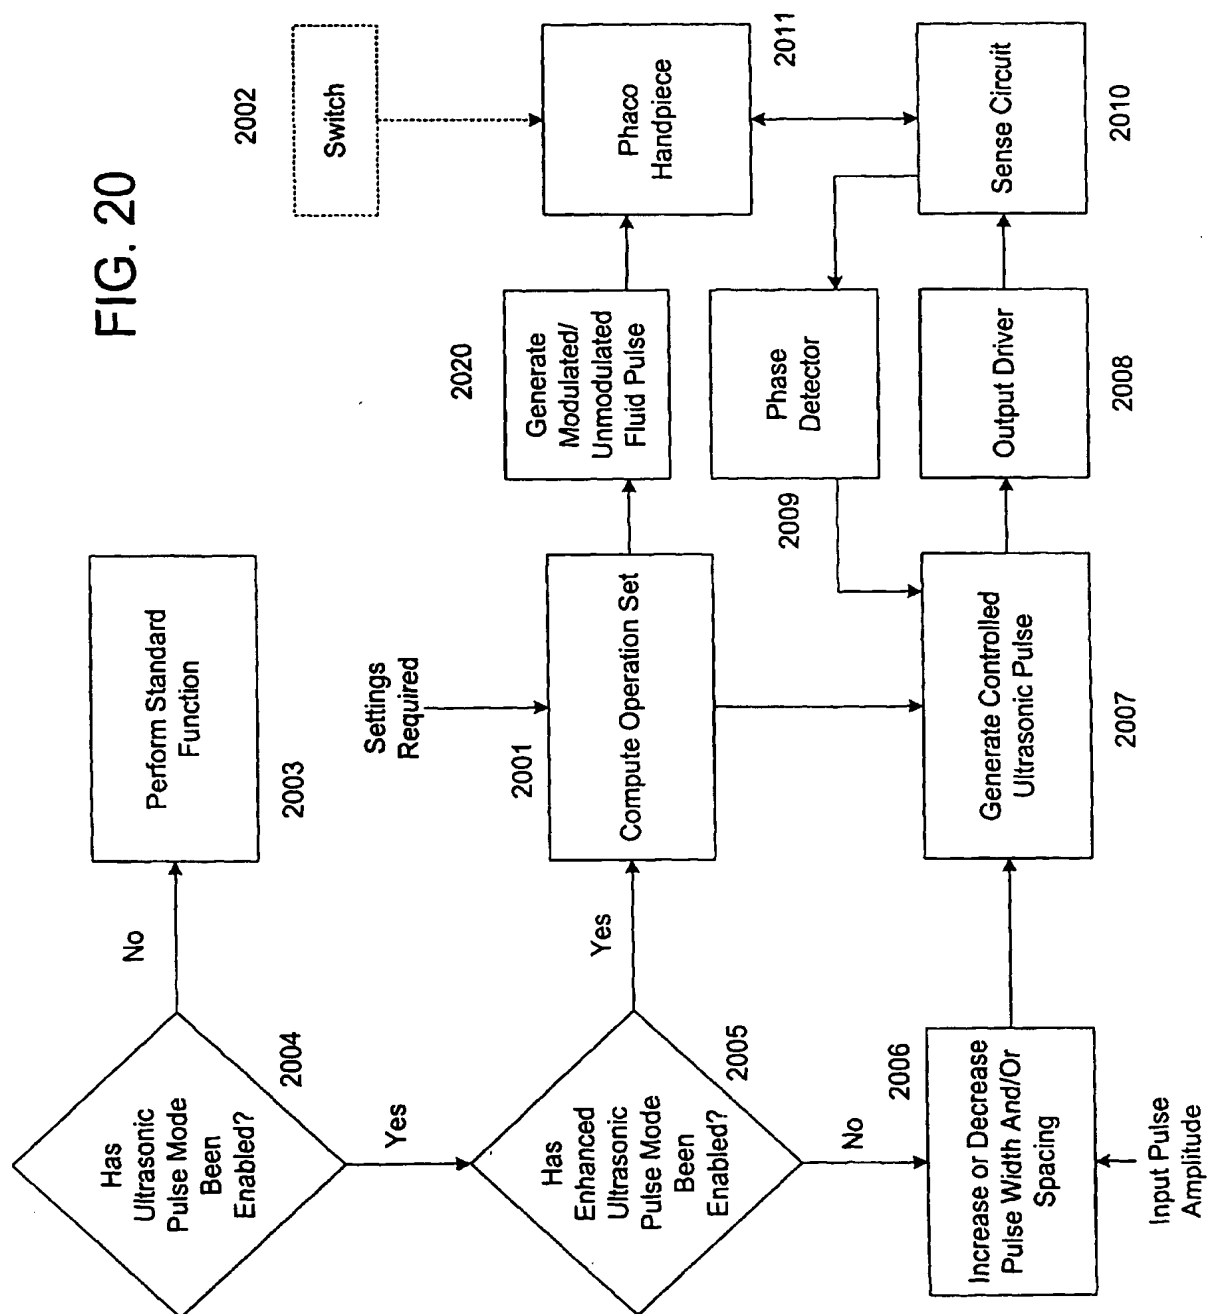 FIG. 20
Has
Ultrasonic
Pulse Mode
Been
Enabled?
2004
No
Perform Standard
Function
2003
Yes
Has
Enhanced
Ultrasonic
Pulse Mode
Been
Enabled?
2005
Yes
Settings
Required
2001
Compute Operation Set
2020
Generate
Modulated/
Unmodulated
Fluid Pulse
2002
Switch
Phaco
Handpiece
2011
No
Input Pulse
Amplitude
2006
Increase or Decrease
Pulse Width And/Or
Spacing
Generate Controlled
Ultrasonic Pulse
2007
Phase
Detector
2009
Output Driver
2008
Sense Circuit
2010